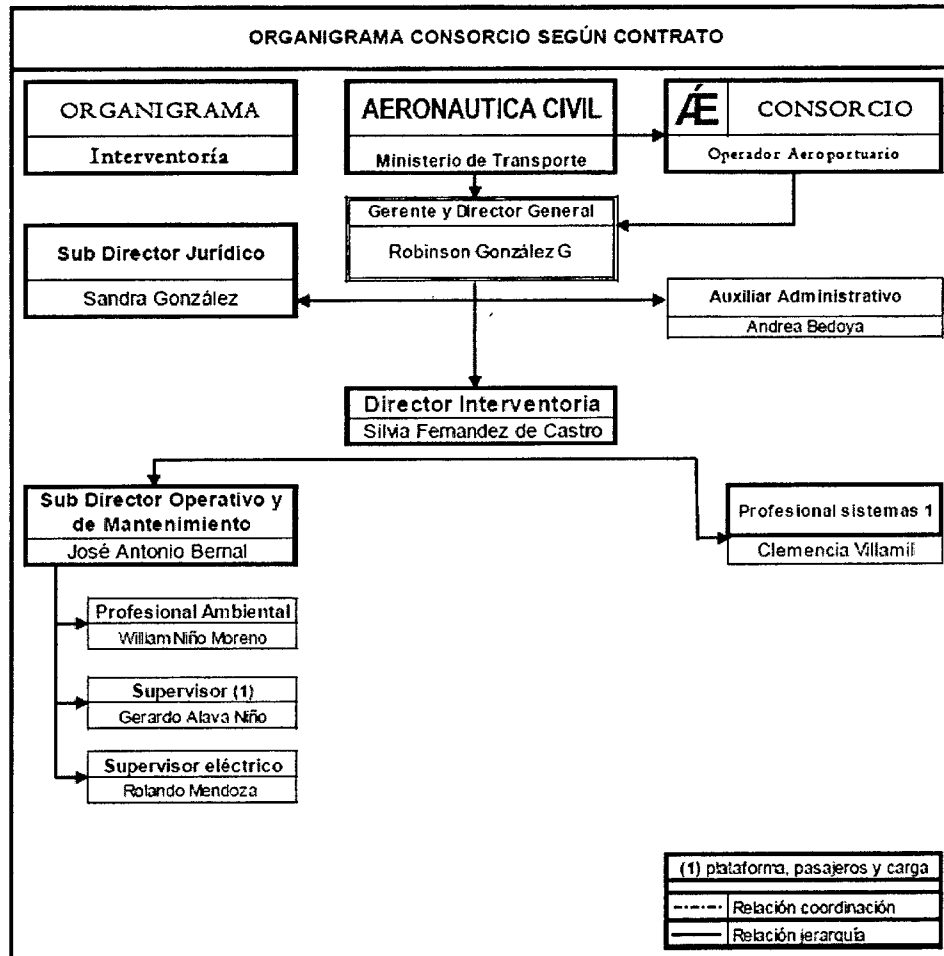 ORGANIGRAMA CONSORCIO SEGÚN CONTRATO
ORGANIGRAMA
Interventoría
AERONAUTICA CIVIL
Ministerio de Transporte
ÁE CONSORCIO
Operador Aeroportuario
Gerente y Director General
Robinson González G
Sub Director Jurídico
Sandra González
Auxiliar Administrativo
Andrea Bedoya
Director Interventoria
Silvia Fernandez de Castro
Sub Director Operativo y
de Mantenimiento
José Antonio Bernal
Profesional sistemas 1
Clemencia Villamil
Profesional Ambiental
William Niño Moreno
Supervisor (1)
Gerardo Alava Niño
Supervisor eléctrico
Rolando Mendoza
(1) plataforma, pasajeros y carga
Relación coordinación
Relación jerarquía